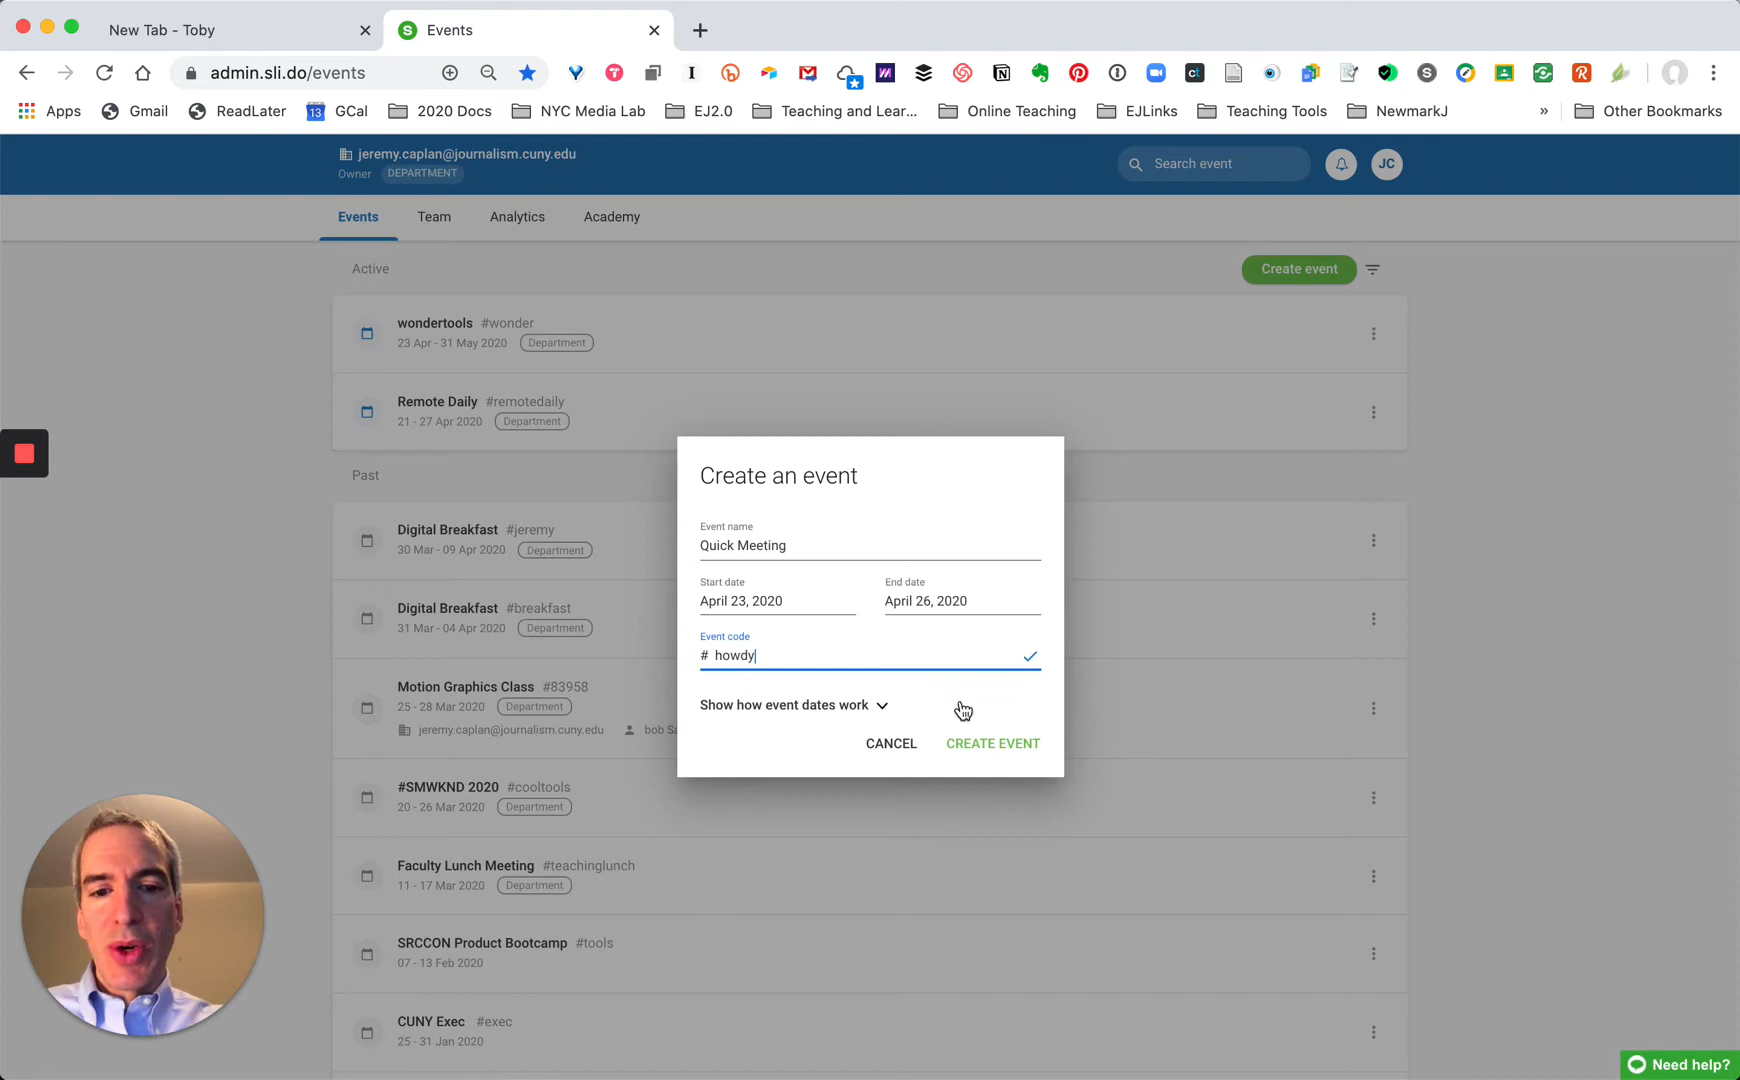 New Tab - Toby
Events
admin.sli.do/events
Apps
Gmail
ReadLater
GCal
2020 Docs
NYC Media Lab
EJ2.0
Teaching and Lear...
Online Teaching
EJLinks
Teaching Tools
NewmarkJ
»
Other Bookmarks
jeremy.caplan@journalism.cuny.edu
Owner DEPARTMENT
Search event
JC
Events
Team
Analytics
Academy
Active
Create event
wondertools #wonder
23 Apr - 31 May 2020 Department
Remote Daily #remotedaily
21 - 27 Apr 2020 Department
Past
Digital Breakfast #jeremy
30 Mar - 09 Apr 2020 Department
Digital Breakfast #breakfast
31 Mar - 04 Apr 2020 Department
Motion Graphics Class #83958
25 - 28 Mar 2020 Department
jeremy.caplan@journalism.cuny.edu bob Sa
#SMWKND 2020 #cooltools
20 - 26 Mar 2020 Department
Faculty Lunch Meeting #teachinglunch
11 - 17 Mar 2020 Department
SRCCON Product Bootcamp #tools
07 - 13 Feb 2020
CUNY Exec #exec
25 - 31 Jan 2020
Create an event
Event name
Quick Meeting
Start date
April 23, 2020
End date
April 26, 2020
Event code
# howdy
Show how event dates work
CANCEL
CREATE EVENT
Need help?